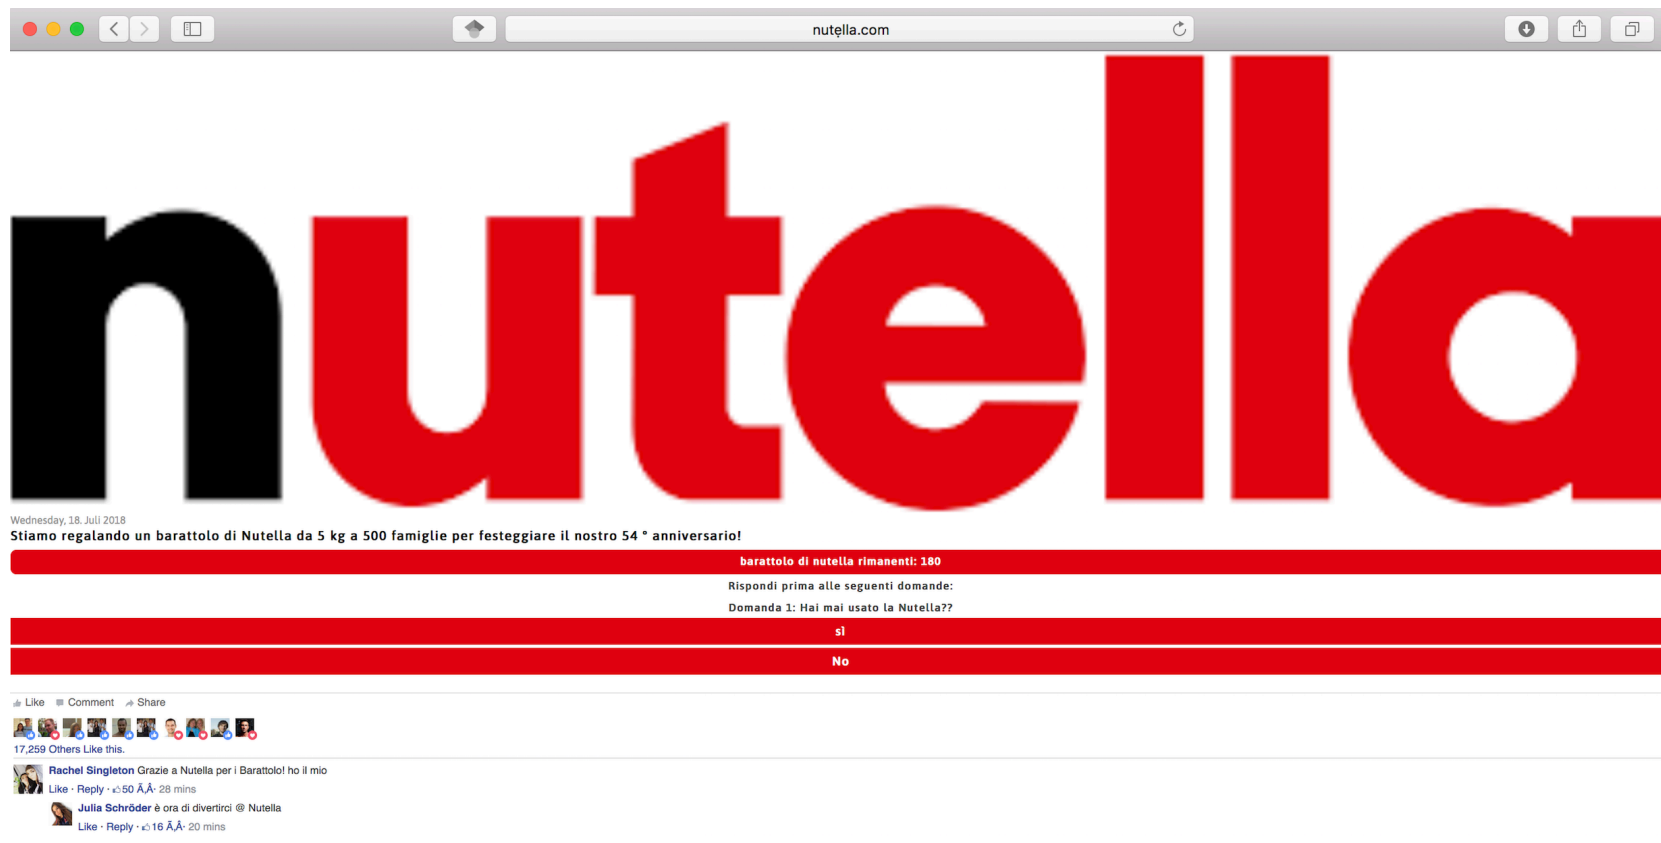 nutẹlla.com
nutella
Wednesday, 18. Juli 2018
Stiamo regalando un barattolo di Nutella da 5 kg a 500 famiglie per festeggiare il nostro 54 ° anniversario!
barattolo di nutella rimanenti: 180
Rispondi prima alle seguenti domande:
Domanda 1: Hai mai usato la Nutella??
sì
No
Like Comment Share
17,259 Others Like this.
Rachel Singleton Grazie a Nutella per i Barattolo! ho il mio
Like · Reply · 50 Ã‚Â· 28 mins
Julia Schröder è ora di divertirci @ Nutella
Like · Reply · 16 Ã‚Â· 20 mins